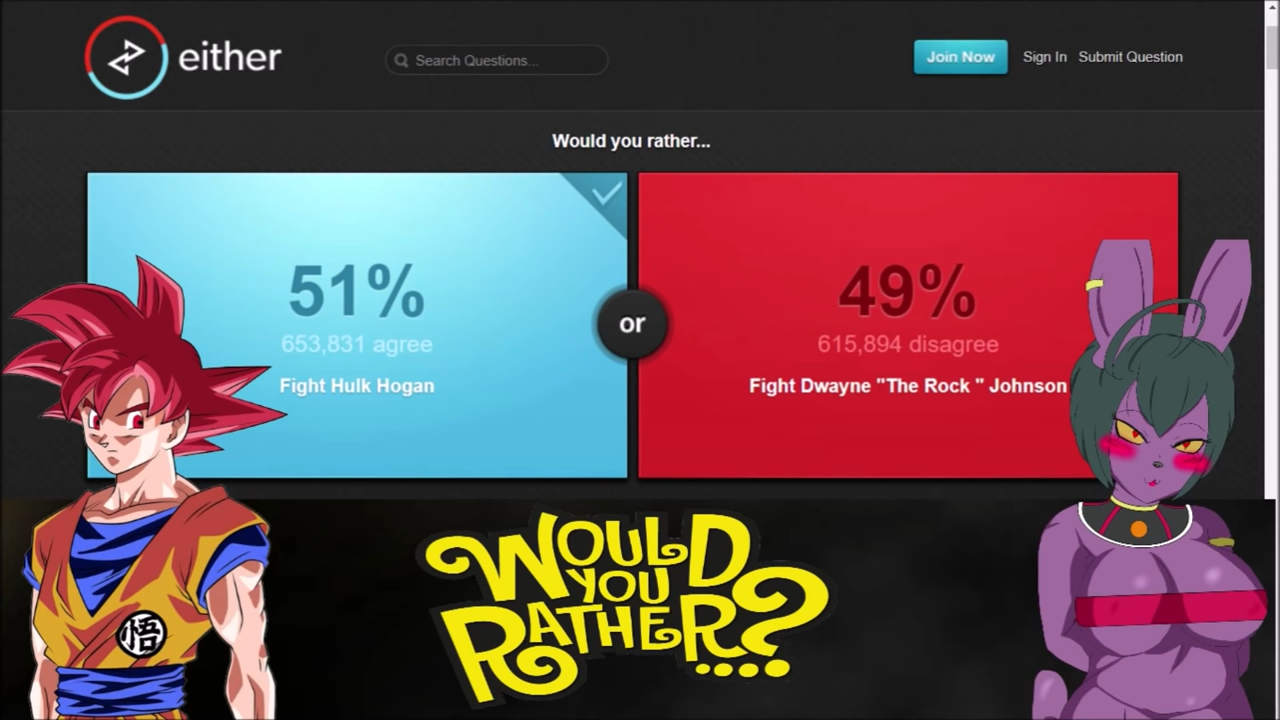 either
Search Questions...
Join Now
Sign In
Submit Question
Would you rather...
51%
653,831 agree
Fight Hulk Hogan
or
49%
615,894 disagree
Fight Dwayne "The Rock " Johnson
WOULD
YOU
RATHER...?
悟